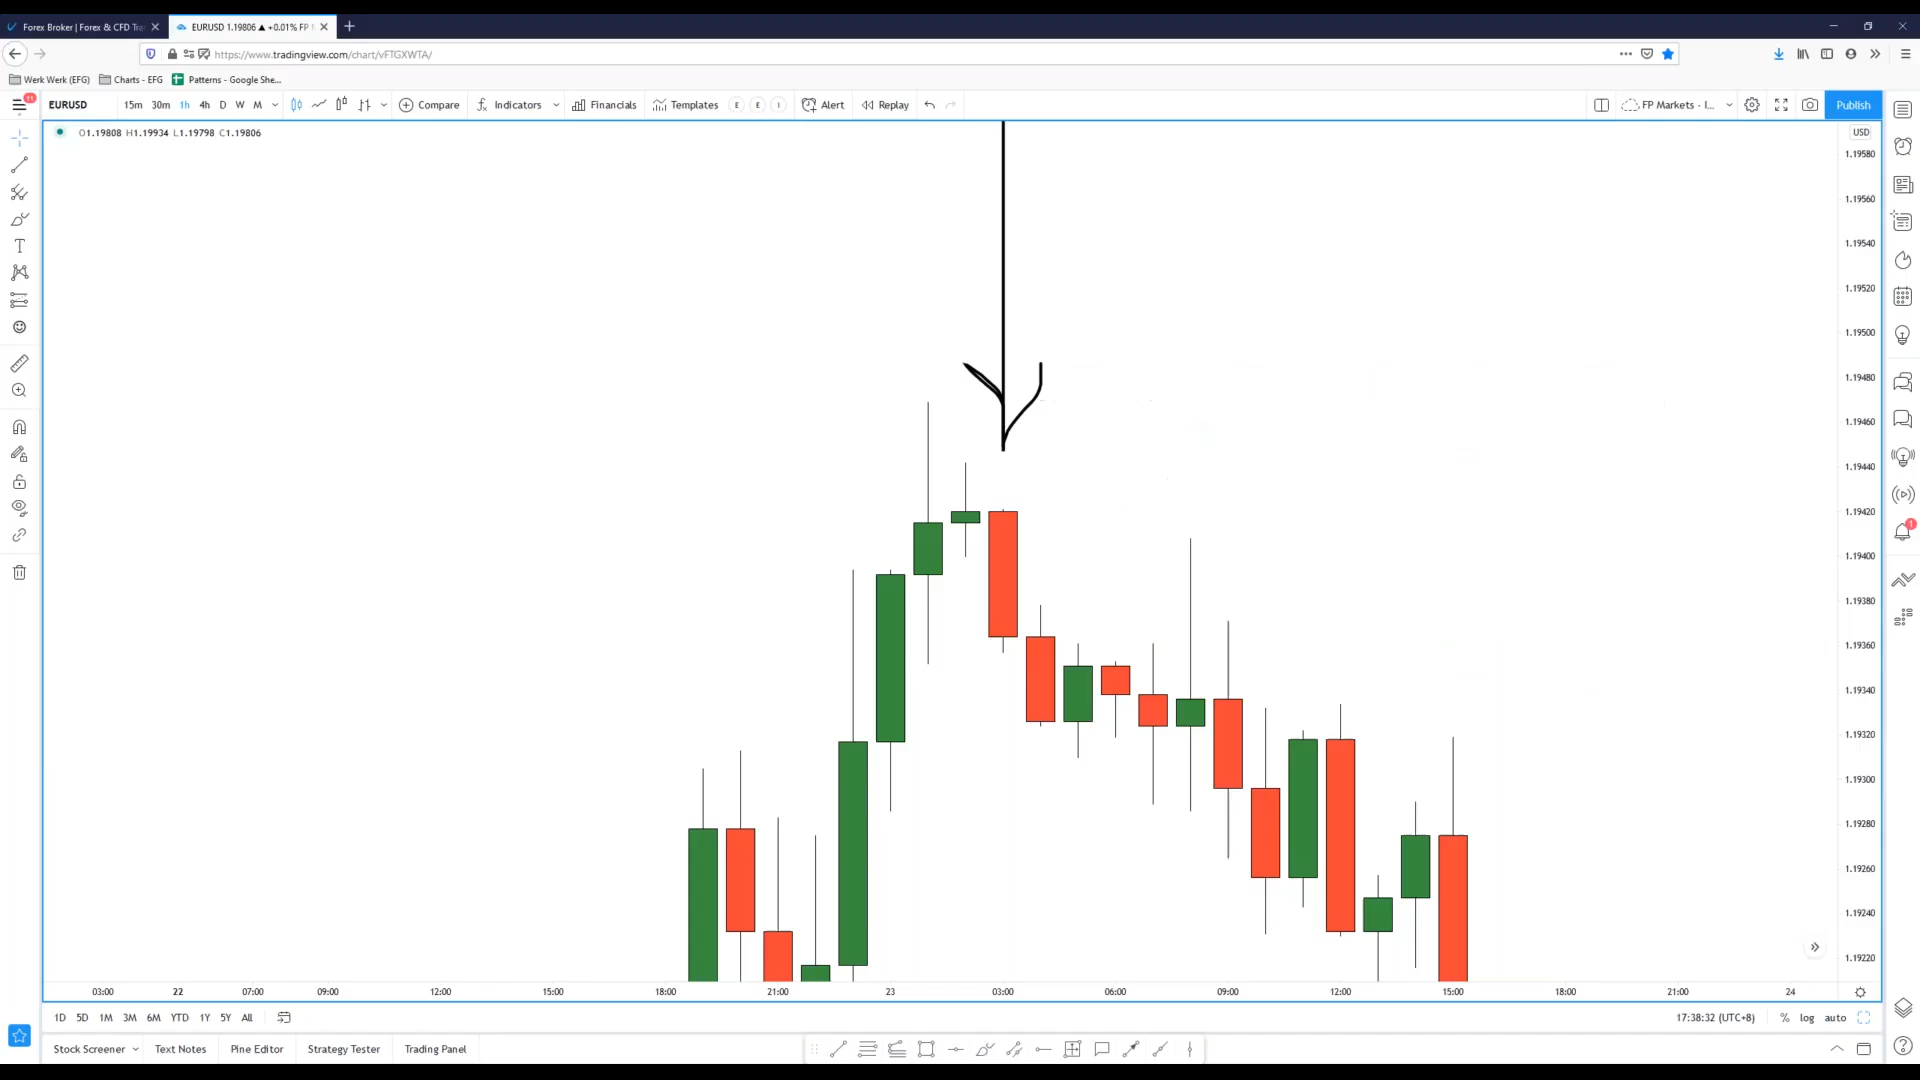 Forex Broker | Forex & CFD Tra
EURUSD 1.19806 ▲ +0.01% FP
https://www.tradingview.com/chart/vFTGXWTA/
Werk Werk (EFG) Charts - EFG Patterns - Google She...
11
EURUSD 15m 30m 1h 4h D W M Compare Indicators Financials Templates E E I Alert Replay FP Markets - I... Publish
O1.19808 H1.19934 L1.19798 C1.19806
USD
1.19580
1.19560
1.19540
1.19520
1.19500
1.19480
1.19460
1.19440
1.19420
1.19400
1.19380
1.19360
1.19340
1.19320
1.19300
1.19280
1.19260
1.19240
1.19220
1
03:00 22 07:00 09:00 12:00 15:00 18:00 21:00 23 03:00 06:00 09:00 12:00 15:00 18:00 21:00 24
1D 5D 1M 3M 6M YTD 1Y 5Y All 17:38:32 (UTC+8) % log auto
Stock Screener Text Notes Pine Editor Strategy Tester Trading Panel